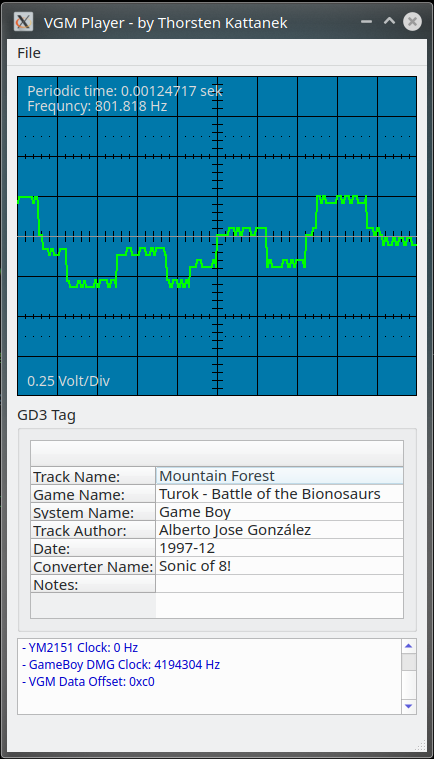 VGM Player - by Thorsten Kattanek
File
Periodic time: 0.00124717 sek
Frequncy: 801.818 Hz
0.25 Volt/Div
GD3 Tag
Track Name: Mountain Forest
Game Name: Turok - Battle of the Bionosaurs
System Name: Game Boy
Track Author: Alberto Jose González
Date: 1997-12
Converter Name: Sonic of 8!
Notes:
- YM2151 Clock: 0 Hz
- GameBoy DMG Clock: 4194304 Hz
- VGM Data Offset: 0xc0